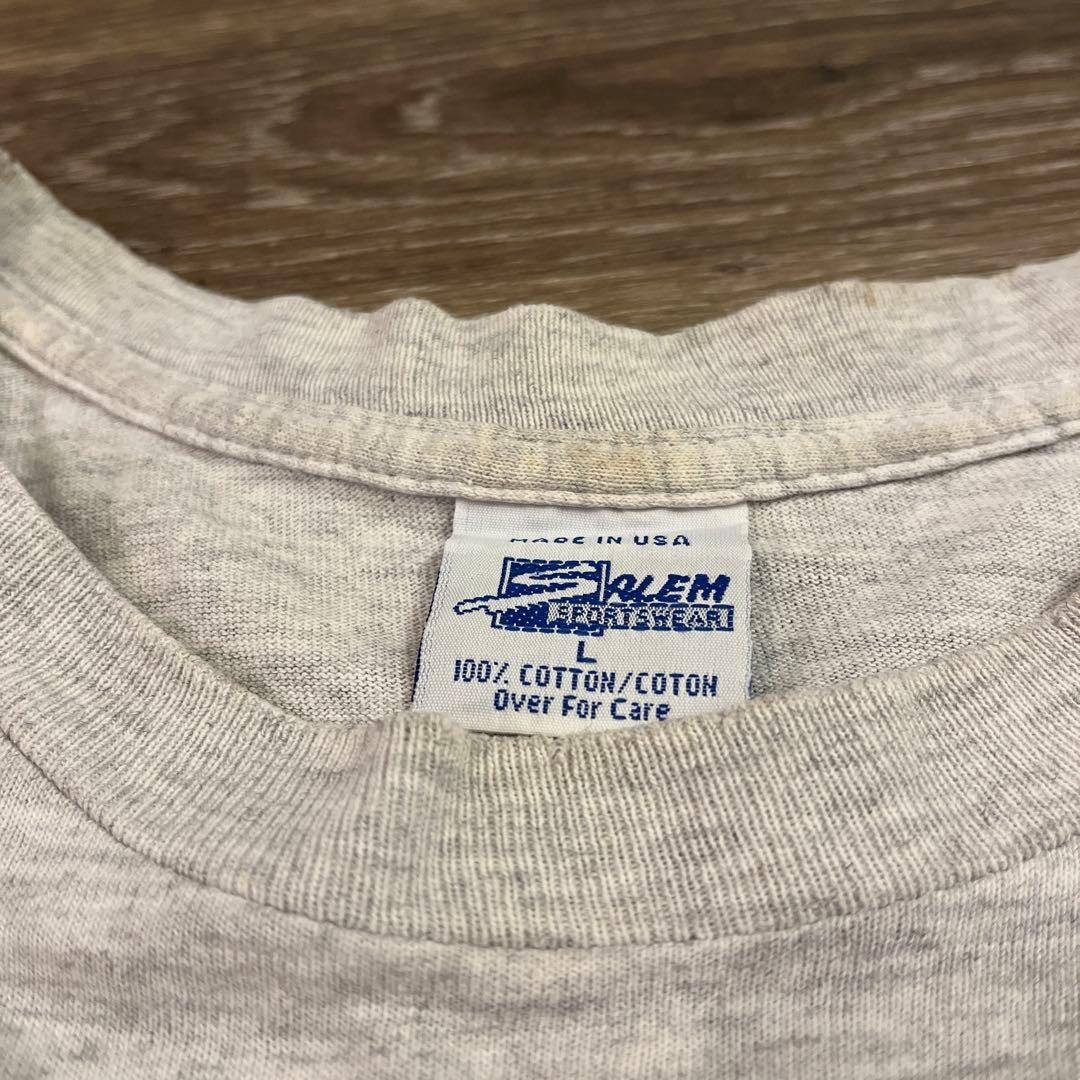 MADE IN USA
SALEM
SPORTSWEAR
L
100% COTTON/COTON
Over For Care